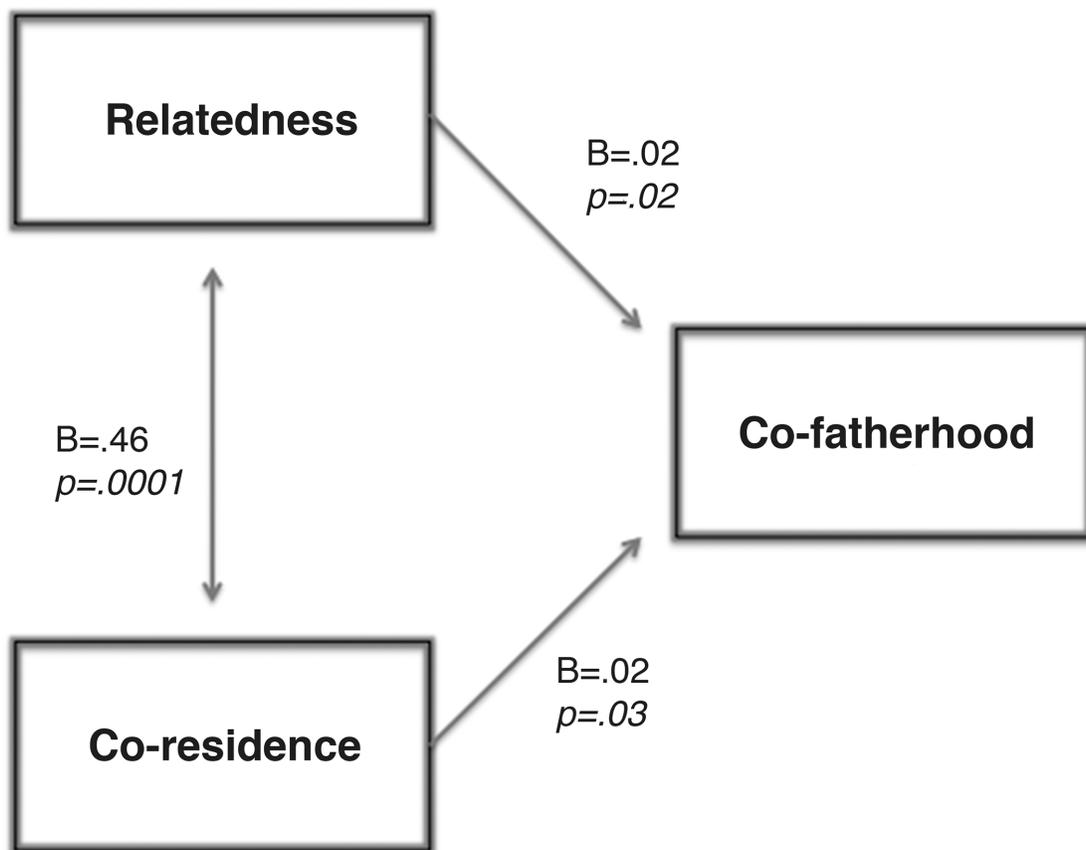 Relatedness
B=.02
p=.02
B=.46
p=.0001
Co-fatherhood
B=.02
p=.03
Co-residence